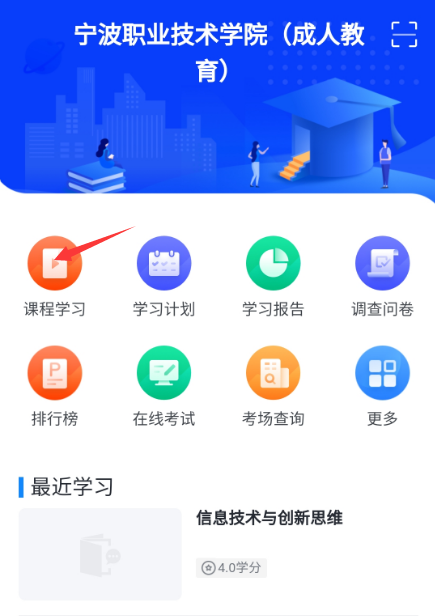 宁波职业技术学院（成人教
育）
课程学习 学习计划 学习报告 调查问卷
排行榜 在线考试 考场查询 更多
最近学习
信息技术与创新思维
4.0学分